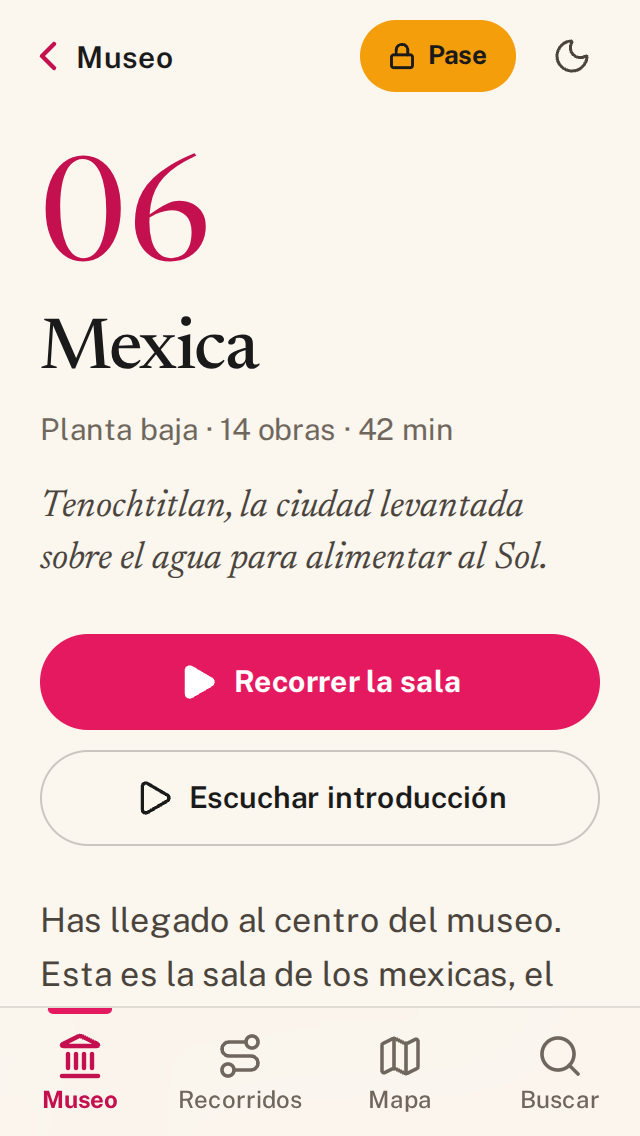 Museo
Pase
06
Mexica
Planta baja · 14 obras · 42 min
Tenochtitlan, la ciudad levantada
sobre el agua para alimentar al Sol.
Recorrer la sala
Escuchar introducción
Has llegado al centro del museo.
Esta es la sala de los mexicas, el
Museo
Recorridos
Mapa
Buscar